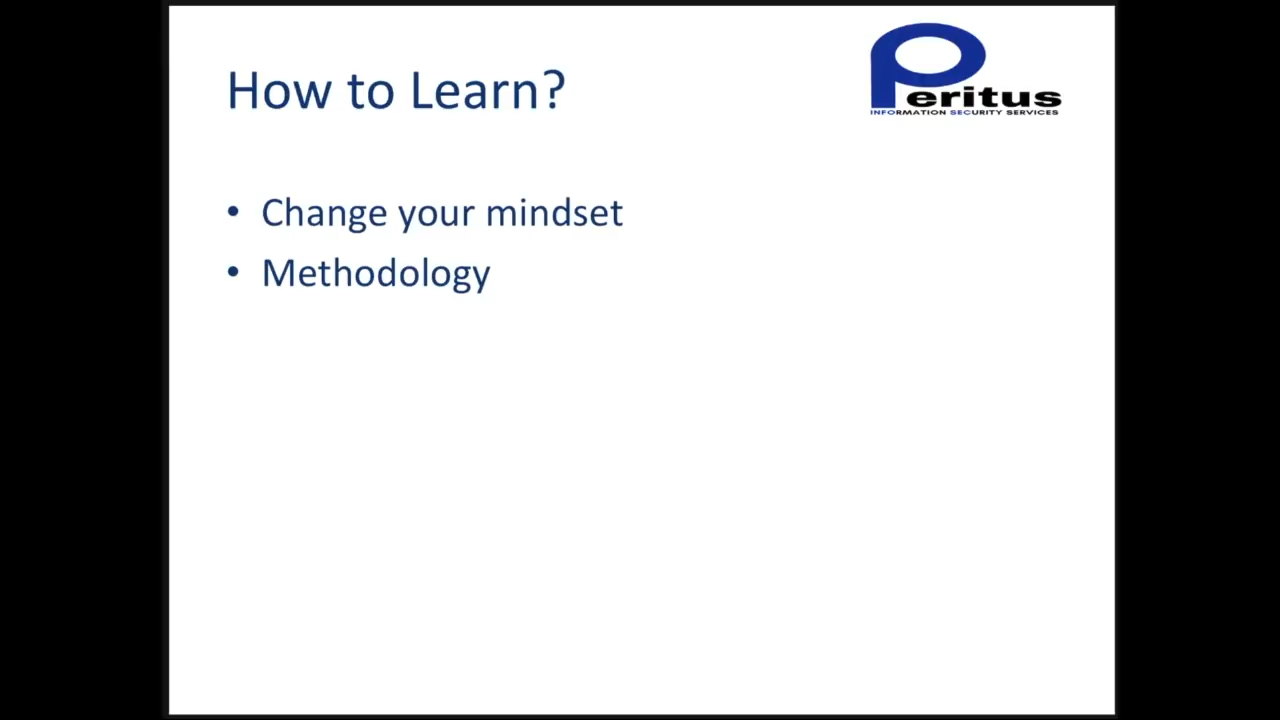 How to Learn?
Peritus
INFORMATION SECURITY SERVICES
• Change your mindset
• Methodology